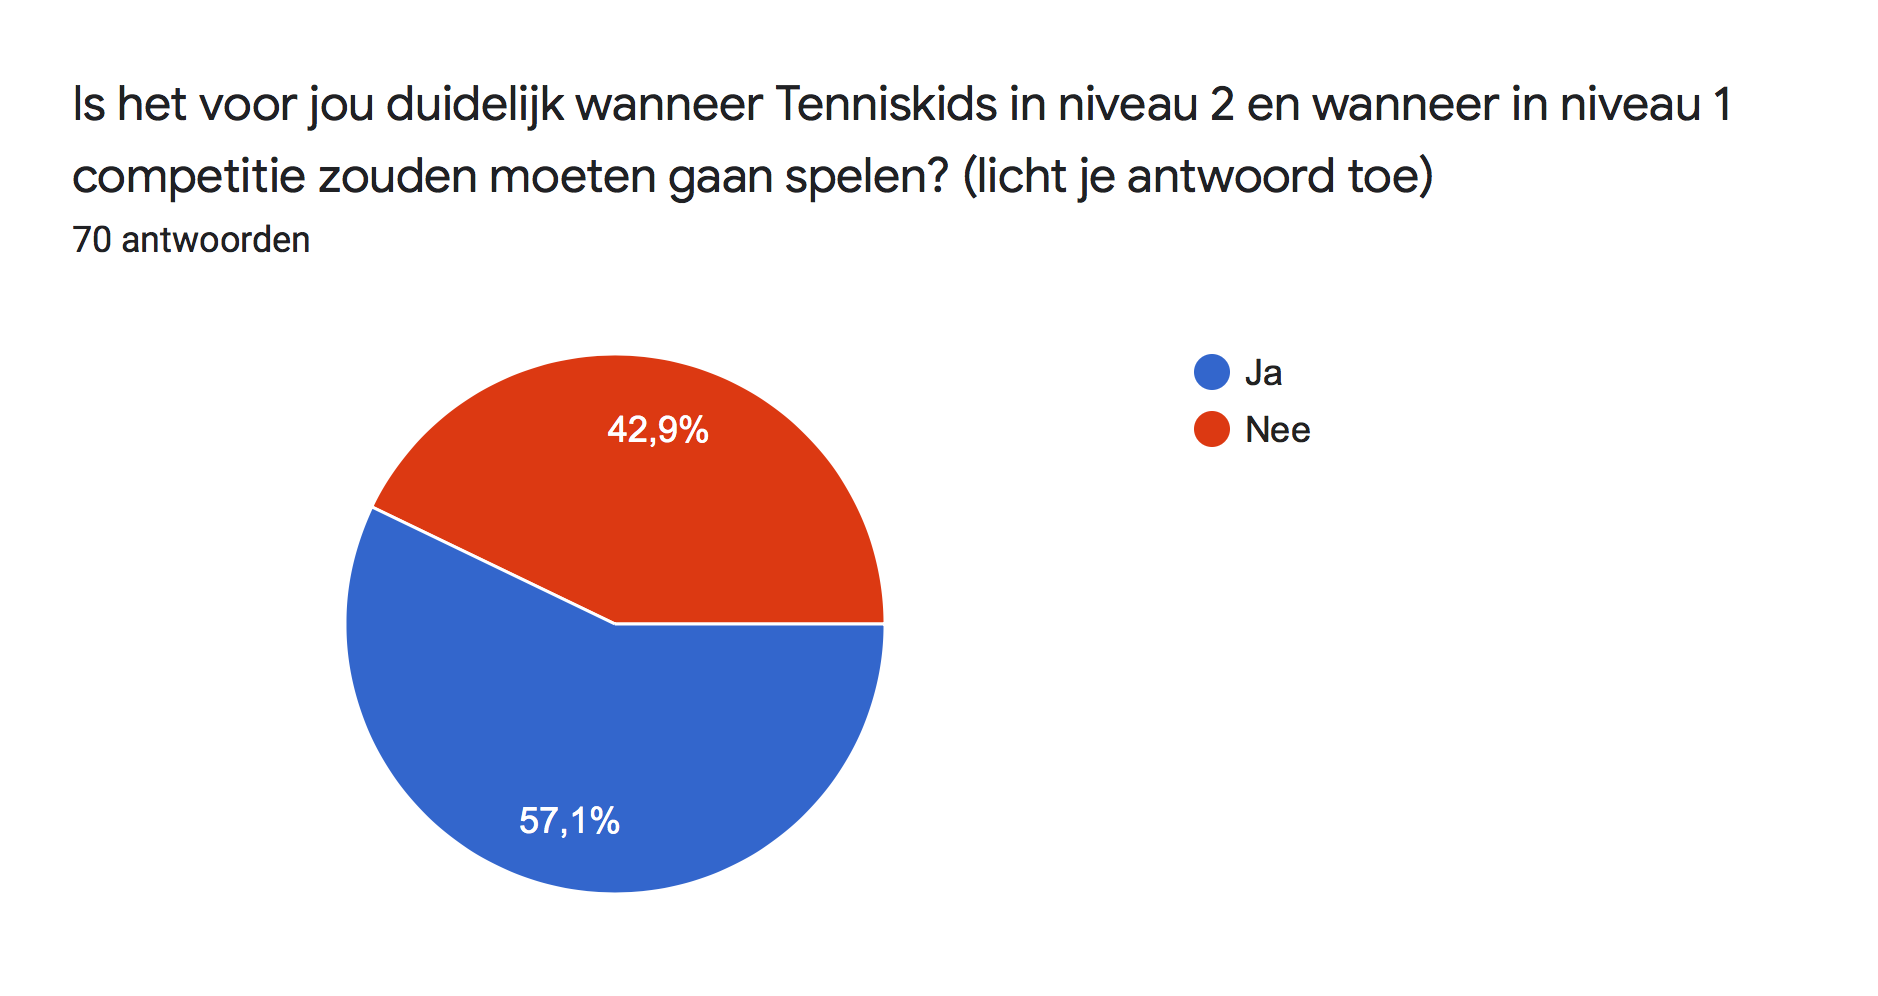 Is het voor jou duidelijk wanneer Tenniskids in niveau 2 en wanneer in niveau 1
competitie zouden moeten gaan spelen? (licht je antwoord toe)
70 antwoorden
Ja
Nee
42,9%
57,1%